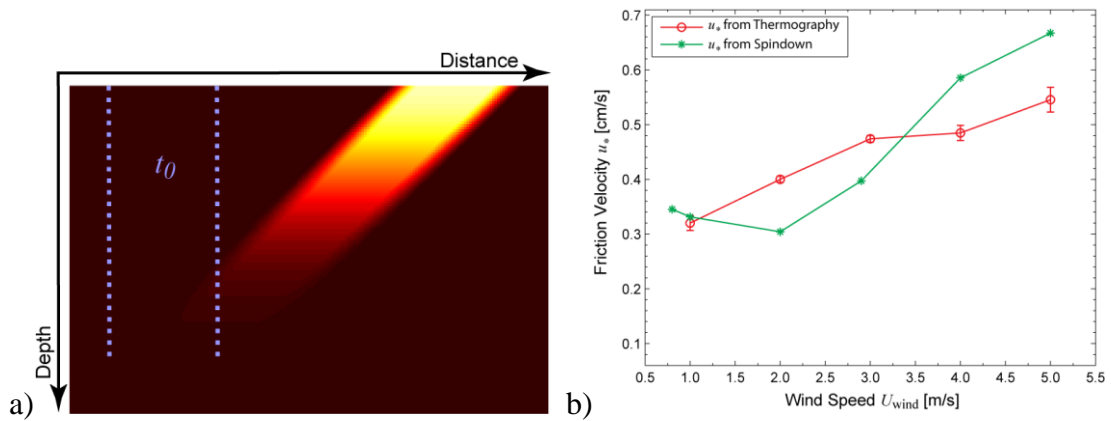 Distance
t0
Depth
a)
0.7
0.6
0.5
0.4
0.3
0.2
0.1
Friction Velocity u* [cm/s]
u* from Thermography
u* from Spindown
0.5 1.0 1.5 2.0 2.5 3.0 3.5 4.0 4.5 5.0 5.5
Wind Speed Uwind [m/s]
b)